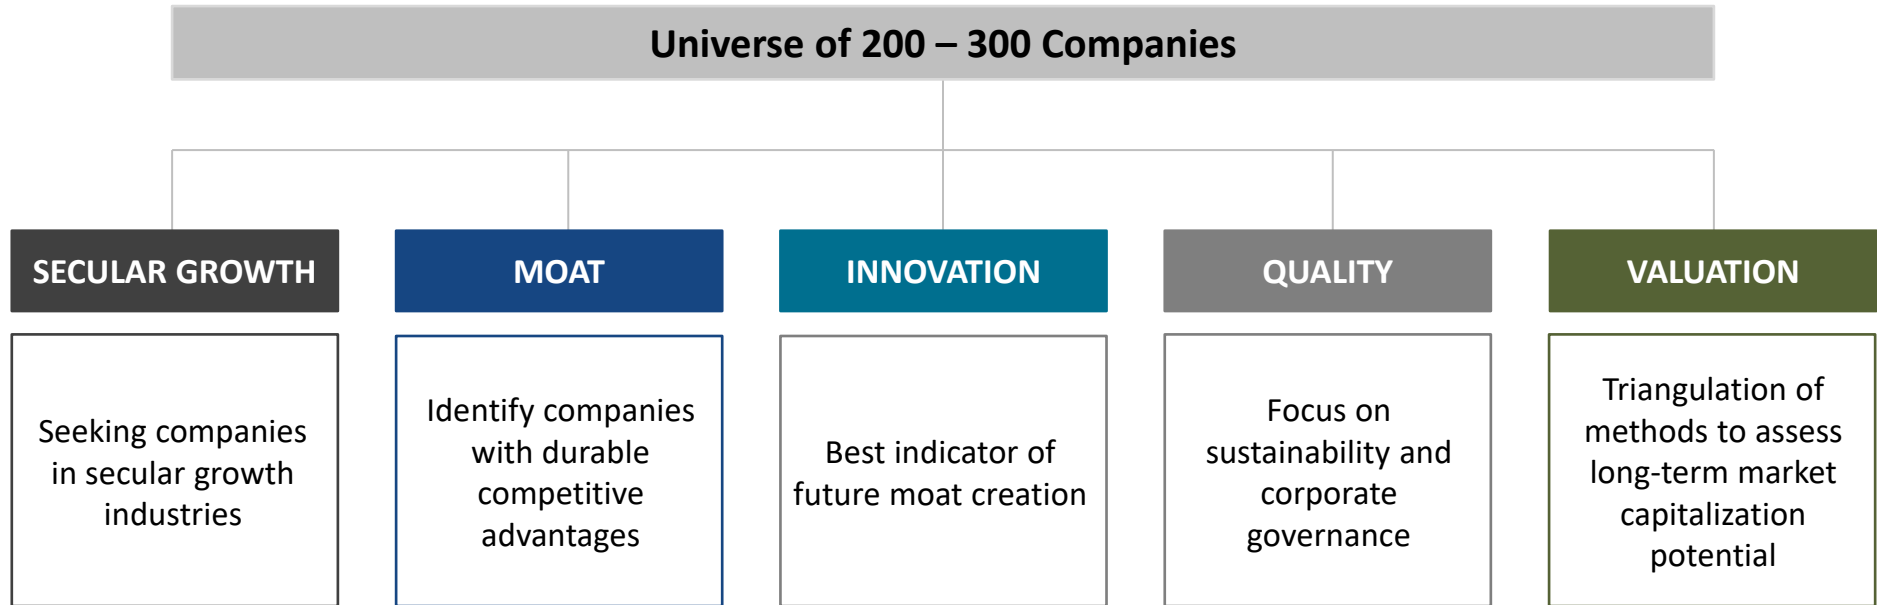 Universe of 200 – 300 Companies
SECULAR GROWTH
Seeking companies
in secular growth
industries
MOAT
Identify companies
with durable
competitive
advantages
INNOVATION
Best indicator of
future moat creation
QUALITY
Focus on
sustainability and
corporate
governance
VALUATION
Triangulation of
methods to assess
long-term market
capitalization
potential